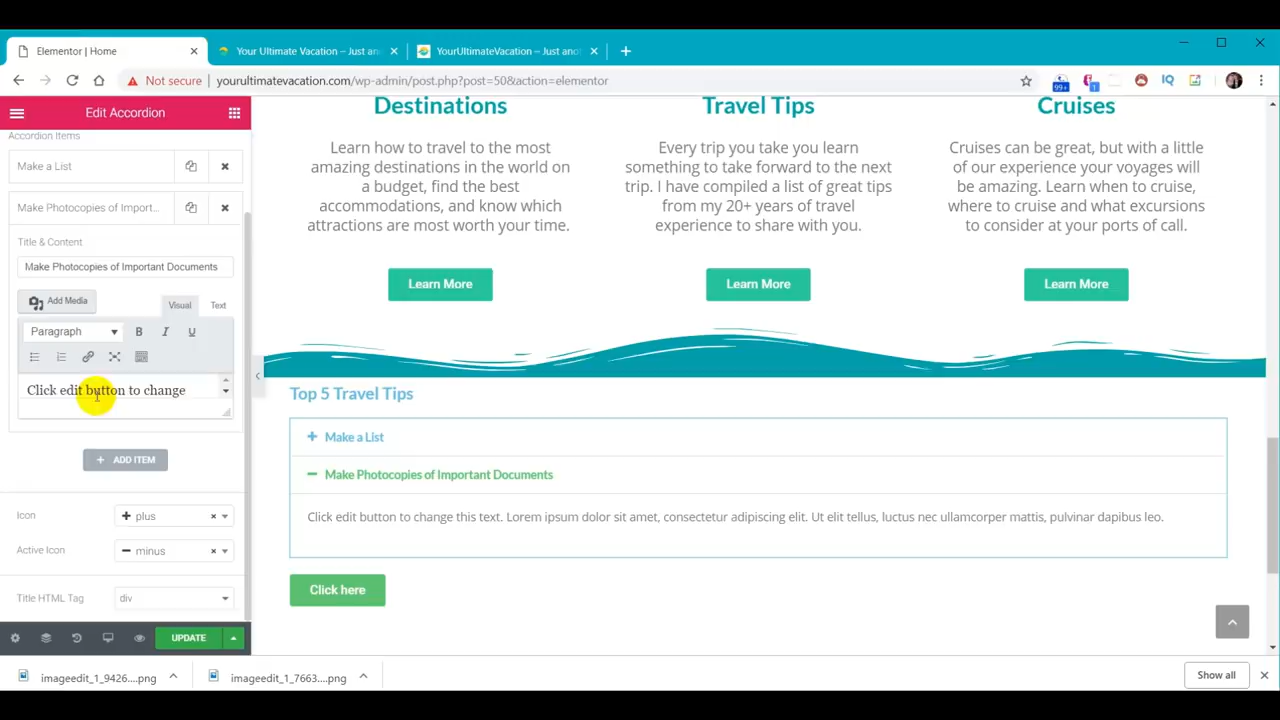 Elementor | Home
Your Ultimate Vacation – Just an
YourUltimateVacation – Just ano
Not secure
yourultimatevacation.com/wp-admin/post.php?post=50&action=elementor
99+
1
IQ
Edit Accordion
Accordion Items
Make a List
Make Photocopies of Import...
Title & Content
Make Photocopies of Important Documents
Add Media
Visual
Text
Paragraph
B
I
U
Click edit button to change
ADD ITEM
Icon
plus
Active Icon
minus
Title HTML Tag
div
UPDATE
Destinations
Learn how to travel to the most
amazing destinations in the world on
a budget, find the best
accommodations, and know which
attractions are most worth your time.
Learn More
Travel Tips
Every trip you take you learn
something to take forward to the next
trip. I have compiled a list of great tips
from my 20+ years of travel
experience to share with you.
Learn More
Cruises
Cruises can be great, but with a little
of our experience your voyages will
be amazing. Learn when to cruise,
where to cruise and what excursions
to consider at your ports of call.
Learn More
Top 5 Travel Tips
Make a List
Make Photocopies of Important Documents
Click edit button to change this text. Lorem ipsum dolor sit amet, consectetur adipiscing elit. Ut elit tellus, luctus nec ullamcorper mattis, pulvinar dapibus leo.
Click here
imageedit_1_9426....png
imageedit_1_7663....png
Show all